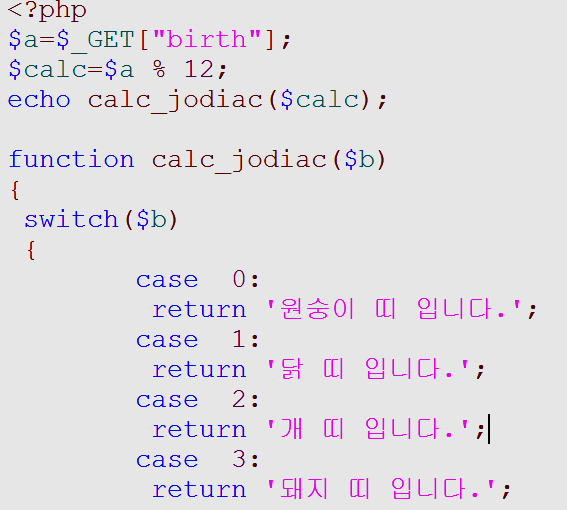 <?php
$a=$_GET["birth"];
$calc=$a % 12;
echo calc_jodiac($calc);
function calc_jodiac($b)
{
switch($b)
{
case 0:
return '원숭이 띠 입니다.';
case 1:
return '닭 띠 입니다.';
case 2:
return '개 띠 입니다.';
case 3:
return '돼지 띠 입니다.';